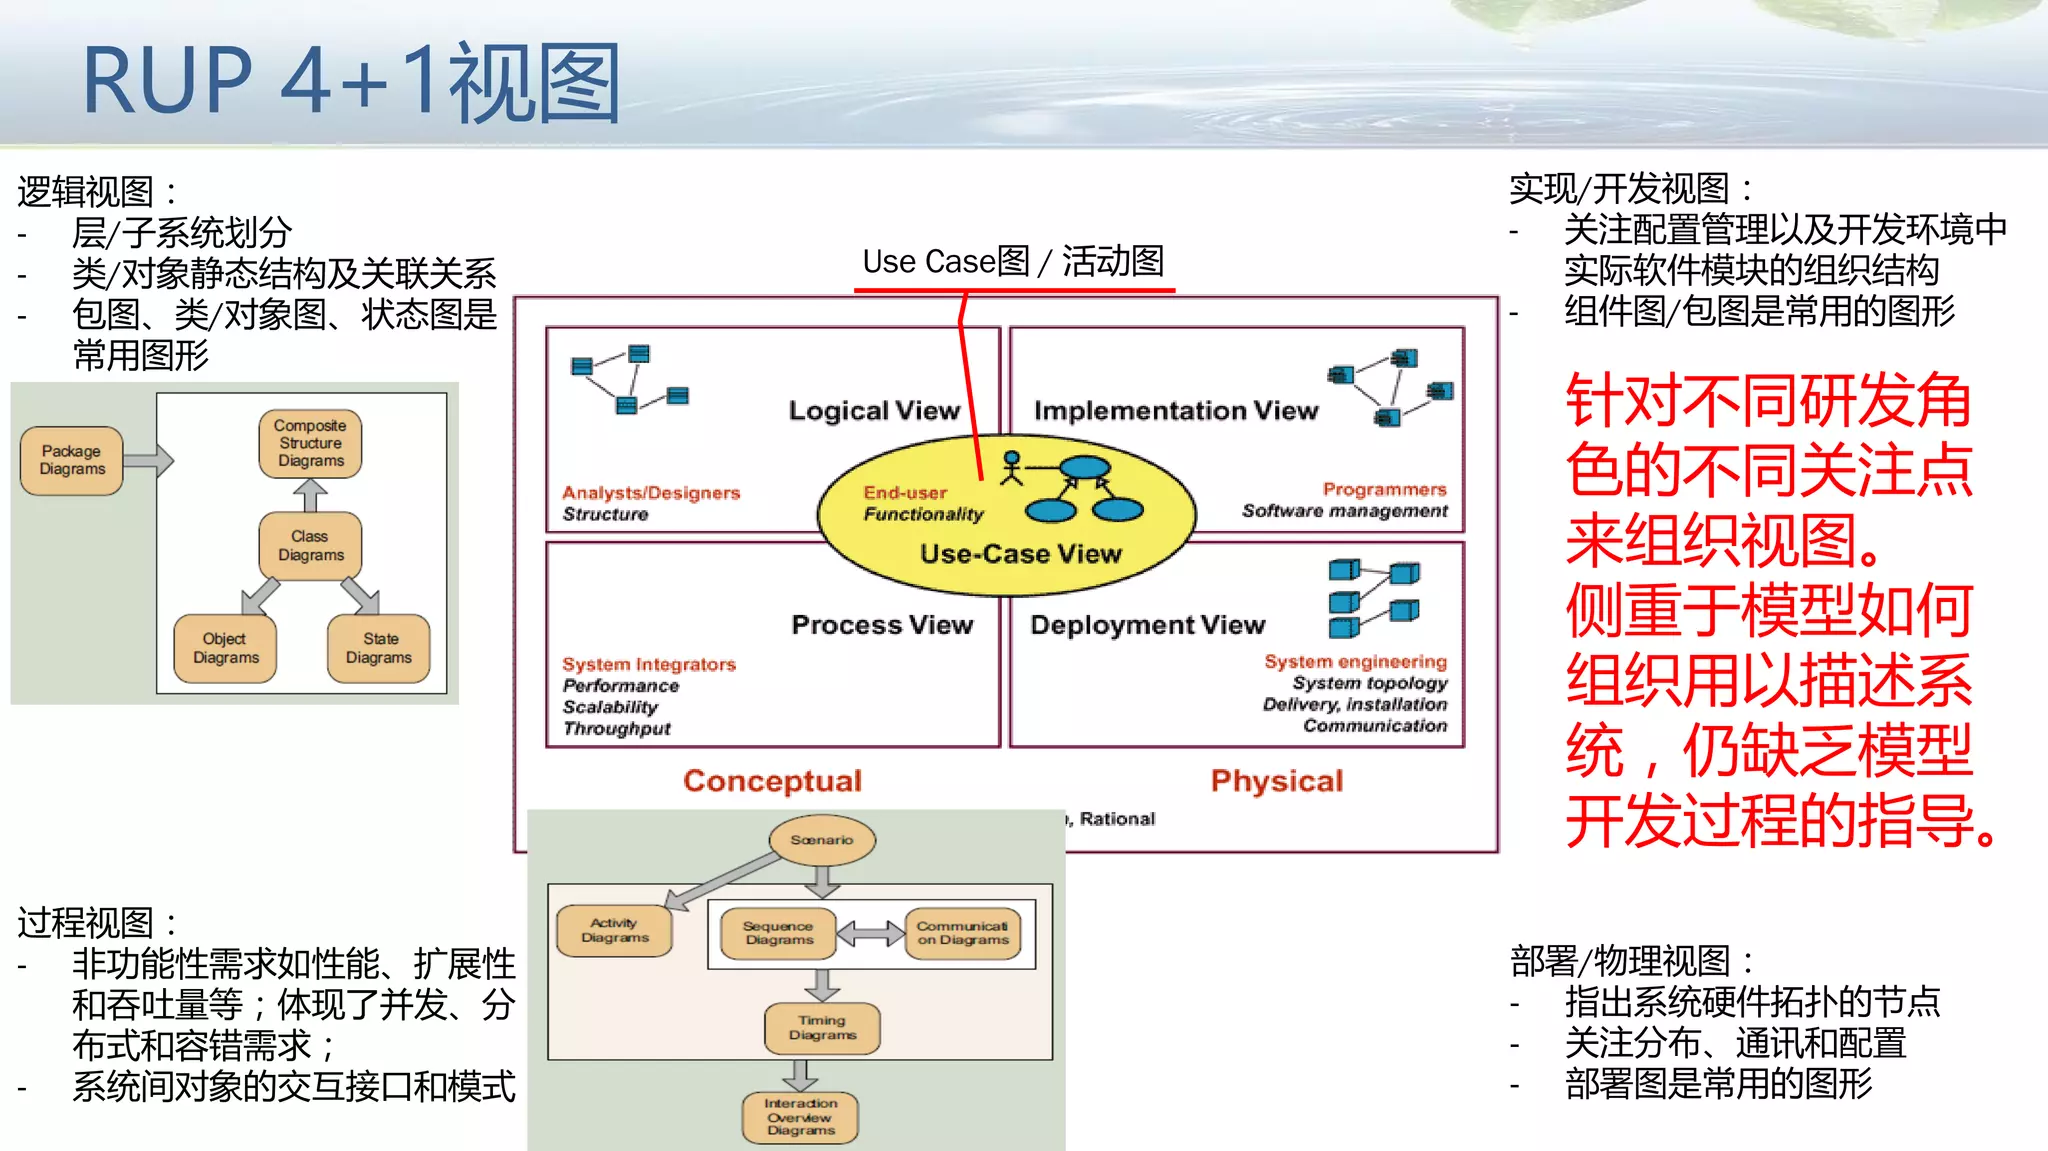 RUP 4+1视图
逻辑视图：
- 层/子系统划分
- 类/对象静态结构及关联关系
- 包图、类/对象图、状态图是
常用图形
Package
Diagrams
Composite
Structure
Diagrams
Class
Diagrams
Object
Diagrams
State
Diagrams
Use Case图 / 活动图
Logical View
Analysts/Designers
Structure
Implementation View
Programmers
Software management
End-user
Functionality
Use-Case View
Process View
System Integrators
Performance
Scalability
Throughput
Deployment View
System engineering
System topology
Delivery, installation
Communication
Conceptual
Physical
, Rational
实现/开发视图：
- 关注配置管理以及开发环境中
实际软件模块的组织结构
- 组件图/包图是常用的图形
针对不同研发角
色的不同关注点
来组织视图。
侧重于模型如何
组织用以描述系
统，仍缺乏模型
开发过程的指导。
过程视图：
- 非功能性需求如性能、扩展性
和吞吐量等；体现了并发、分
布式和容错需求；
- 系统间对象的交互接口和模式
Scenario
Activity
Diagrams
Sequence
Diagrams
Communicati
on Diagrams
Timing
Diagrams
Interaction
Overview
Diagrams
部署/物理视图：
- 指出系统硬件拓扑的节点
- 关注分布、通讯和配置
- 部署图是常用的图形